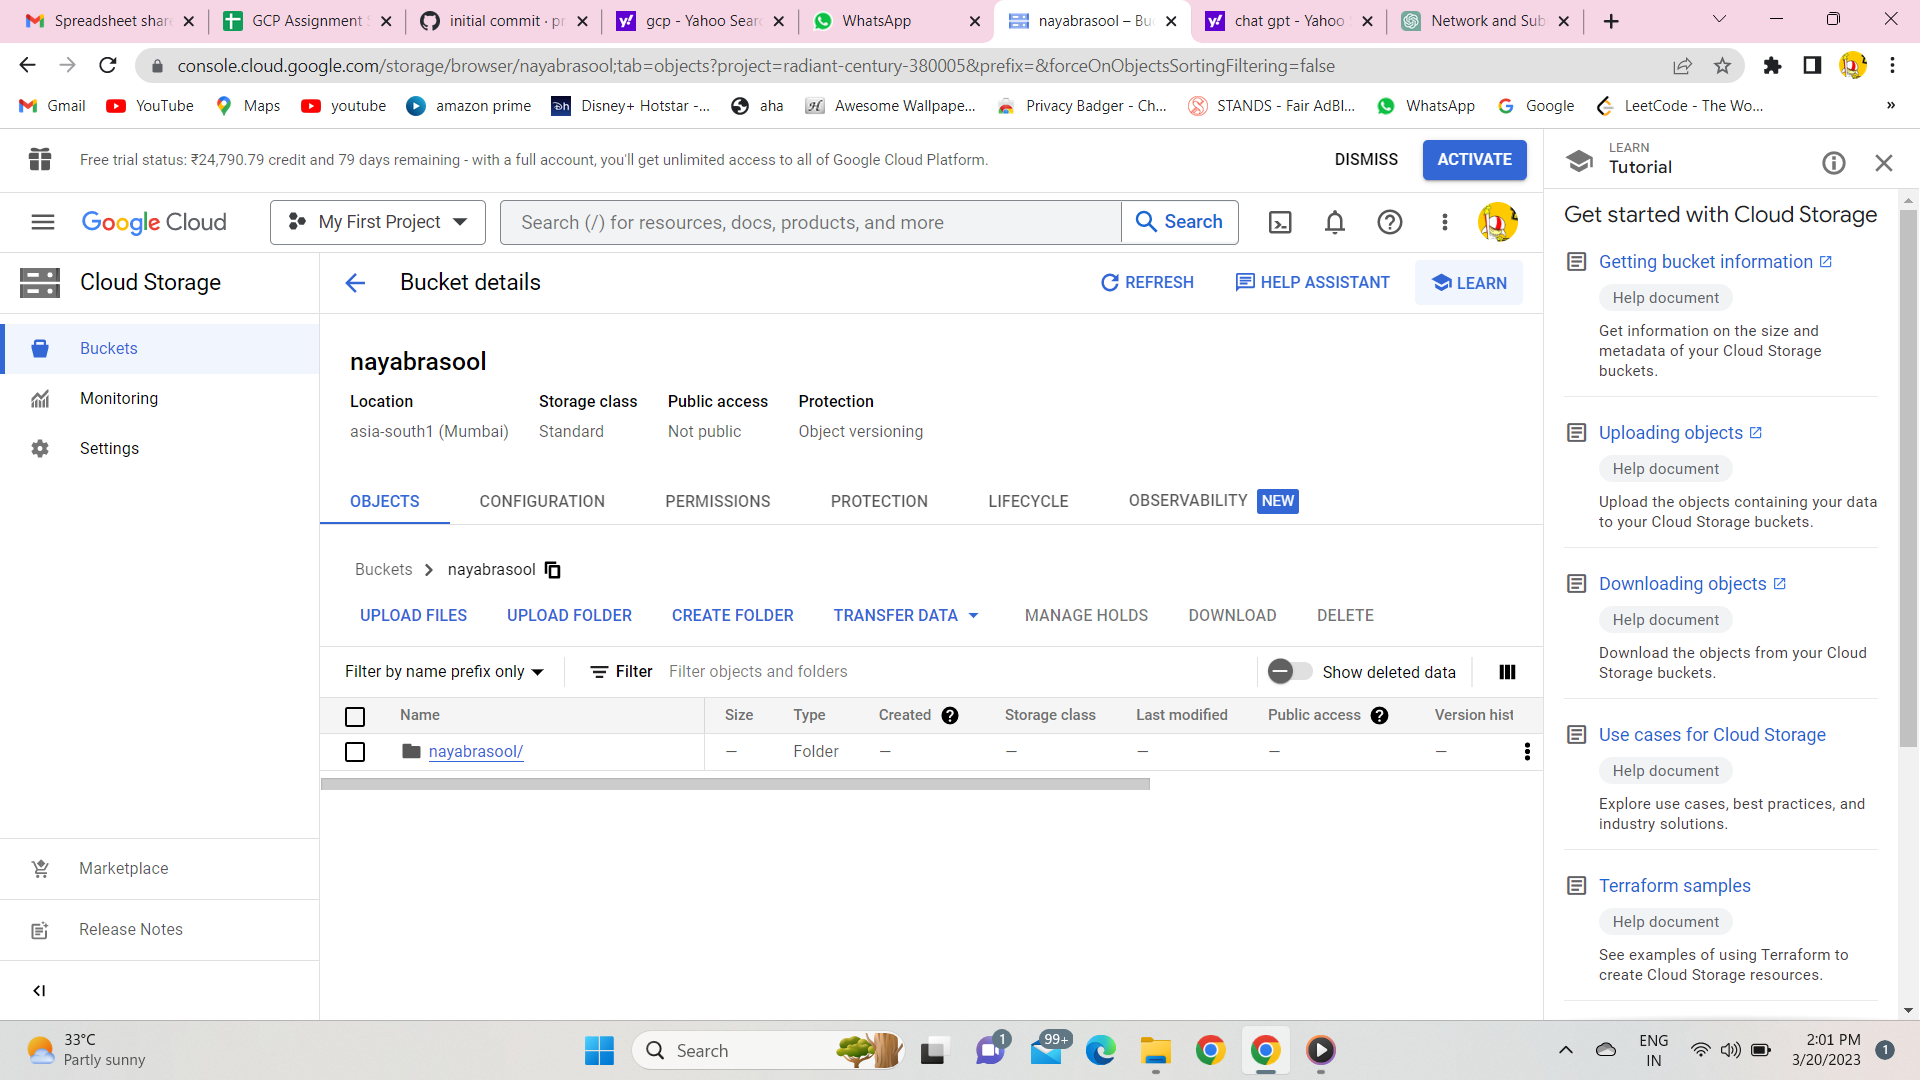 Spreadsheet shar
GCP Assignment S
initial commit · pr
gcp - Yahoo Sear
WhatsApp
nayabrasool – Bu
chat gpt - Yahoo
Network and Sub
console.cloud.google.com/storage/browser/nayabrasool;tab=objects?project=radiant-century-380005&prefix=&forceOnObjectsSortingFiltering=false
Gmail
YouTube
Maps
youtube
amazon prime
Disney+ Hotstar -...
aha
Awesome Wallpape...
Privacy Badger - Ch...
STANDS - Fair AdBl...
WhatsApp
Google
LeetCode - The Wo...
»
Free trial status: ₹24,790.79 credit and 79 days remaining - with a full account, you'll get unlimited access to all of Google Cloud Platform.
DISMISS
ACTIVATE
LEARN
Tutorial
Google Cloud
My First Project
Search (/) for resources, docs, products, and more
Search
Cloud Storage
Bucket details
REFRESH
HELP ASSISTANT
LEARN
Buckets
Monitoring
Settings
Marketplace
Release Notes
nayabrasool
Location
Storage class
Public access
Protection
asia-south1 (Mumbai)
Standard
Not public
Object versioning
OBJECTS
CONFIGURATION
PERMISSIONS
PROTECTION
LIFECYCLE
OBSERVABILITY NEW
Buckets > nayabrasool
UPLOAD FILES
UPLOAD FOLDER
CREATE FOLDER
TRANSFER DATA
MANAGE HOLDS
DOWNLOAD
DELETE
Filter by name prefix only
Filter
Filter objects and folders
Show deleted data
Name
Size
Type
Created
Storage class
Last modified
Public access
Version hist
nayabrasool/
—
Folder
—
—
—
—
—
Get started with Cloud Storage
Getting bucket information
Help document
Get information on the size and
metadata of your Cloud Storage
buckets.
Uploading objects
Help document
Upload the objects containing your data
to your Cloud Storage buckets.
Downloading objects
Help document
Download the objects from your Cloud
Storage buckets.
Use cases for Cloud Storage
Help document
Explore use cases, best practices, and
industry solutions.
Terraform samples
Help document
See examples of using Terraform to
create Cloud Storage resources.
33°C
Partly sunny
Search
1
99+
ENG
IN
2:01 PM
3/20/2023
1